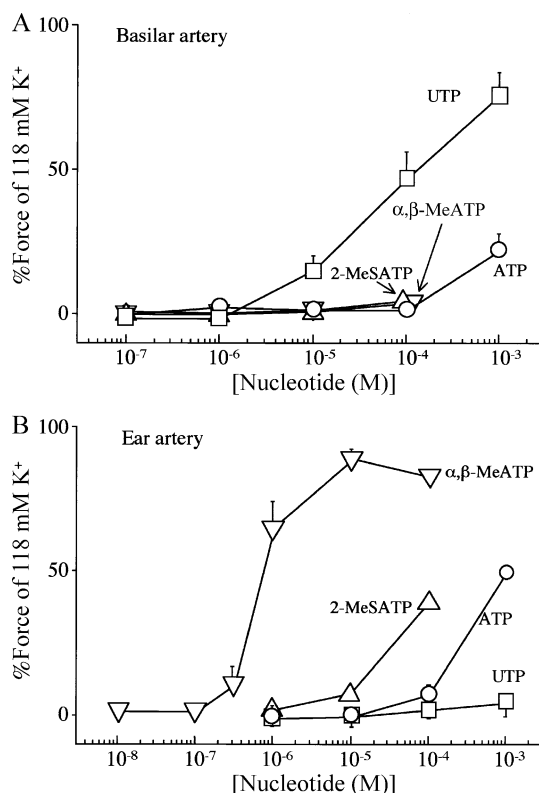 A
Basilar artery
%Force of 118 mM K⁺
100
50
0
UTP
α,β-MeATP
2-MeSATP
ATP
10⁻⁷ 10⁻⁶ 10⁻⁵ 10⁻⁴ 10⁻³
[Nucleotide (M)]
B
Ear artery
%Force of 118 mM K⁺
100
50
0
α,β-MeATP
2-MeSATP
ATP
UTP
10⁻⁸ 10⁻⁷ 10⁻⁶ 10⁻⁵ 10⁻⁴ 10⁻³
[Nucleotide (M)]